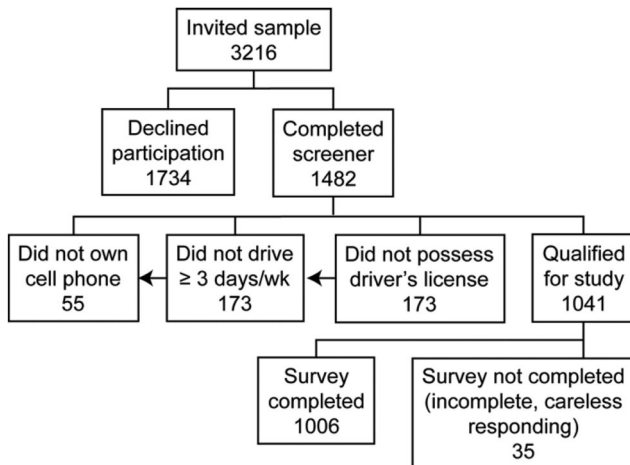 Invited sample
3216
Declined
participation
1734
Completed
screener
1482
Did not own
cell phone
55
Did not drive
≥ 3 days/wk
173
Did not possess
driver's license
173
Qualified
for study
1041
Survey
completed
1006
Survey not completed
(incomplete, careless
responding)
35